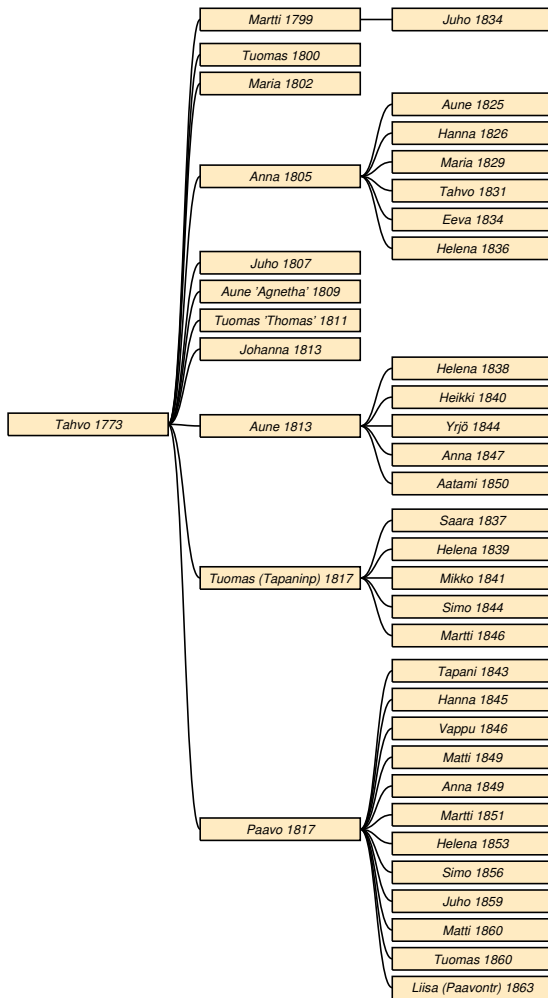 Tahvo 1773
Martti 1799
Juho 1834
Tuomas 1800
Maria 1802
Anna 1805
Aune 1825
Hanna 1826
Maria 1829
Tahvo 1831
Eeva 1834
Helena 1836
Juho 1807
Aune 'Agnetha' 1809
Tuomas 'Thomas' 1811
Johanna 1813
Aune 1813
Helena 1838
Heikki 1840
Yrjö 1844
Anna 1847
Aatami 1850
Tuomas (Tapaninp) 1817
Saara 1837
Helena 1839
Mikko 1841
Simo 1844
Martti 1846
Paavo 1817
Tapani 1843
Hanna 1845
Vappu 1846
Matti 1849
Anna 1849
Martti 1851
Helena 1853
Simo 1856
Juho 1859
Matti 1860
Tuomas 1860
Liisa (Paavontr) 1863